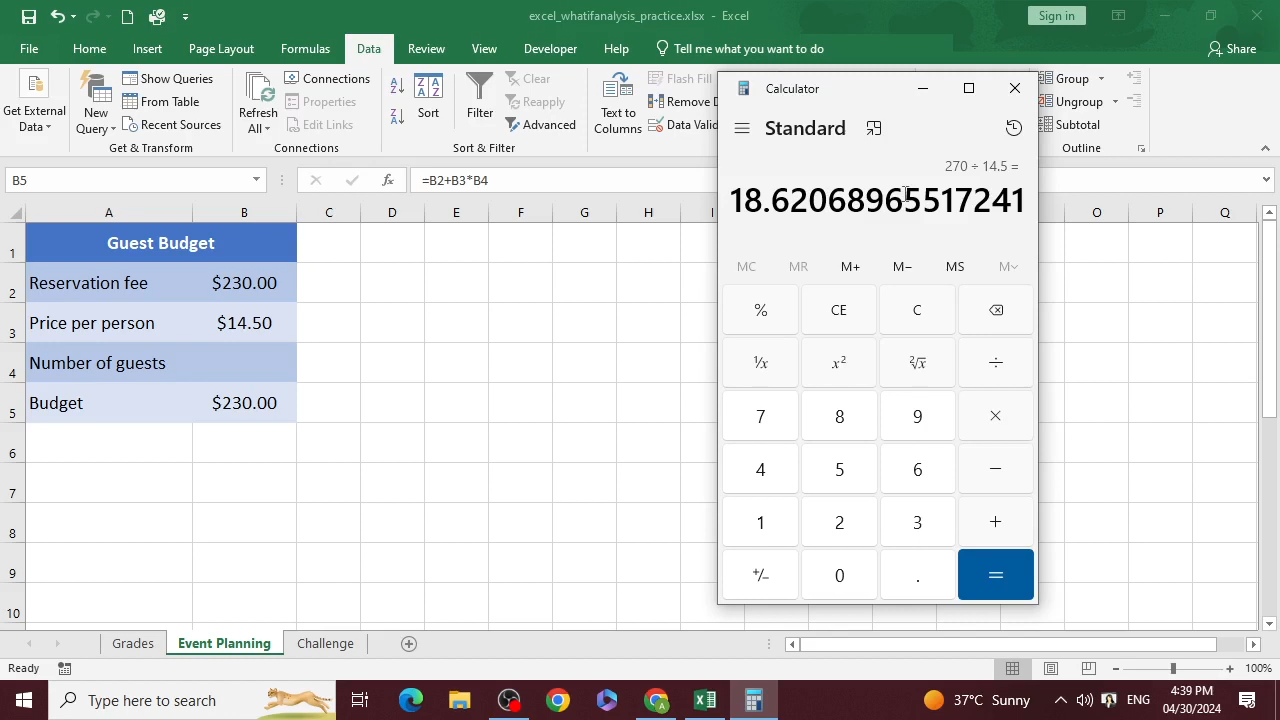 excel_whatifanalysis_practice.xlsx - Excel
Sign in
File Home Insert Page Layout Formulas Data Review View Developer Help Tell me what you want to do Share
Get External Data
New Query
Show Queries
From Table
Recent Sources
Get & Transform
Refresh All
Connections
Properties
Edit Links
Connections
Sort
Filter
Clear
Reapply
Advanced
Sort & Filter
Text to Columns
Flash Fill
Remove D
Data Valid
Group
Ungroup
Subtotal
Outline
B5
fx
=B2+B3*B4
A B C D E F G H I O P Q
1 Guest Budget
2 Reservation fee $230.00
3 Price per person $14.50
4 Number of guests
5 Budget $230.00
6
7
8
9
10
Calculator
Standard
270 ÷ 14.5 =
18.62068965517241
MC MR M+ M− MS M
% CE C
⅟x x² ²√x ÷
7 8 9 ×
4 5 6 −
1 2 3 +
+/− 0 . =
Grades Event Planning Challenge
Ready
100%
Type here to search
37°C Sunny
ENG
4:39 PM
04/30/2024